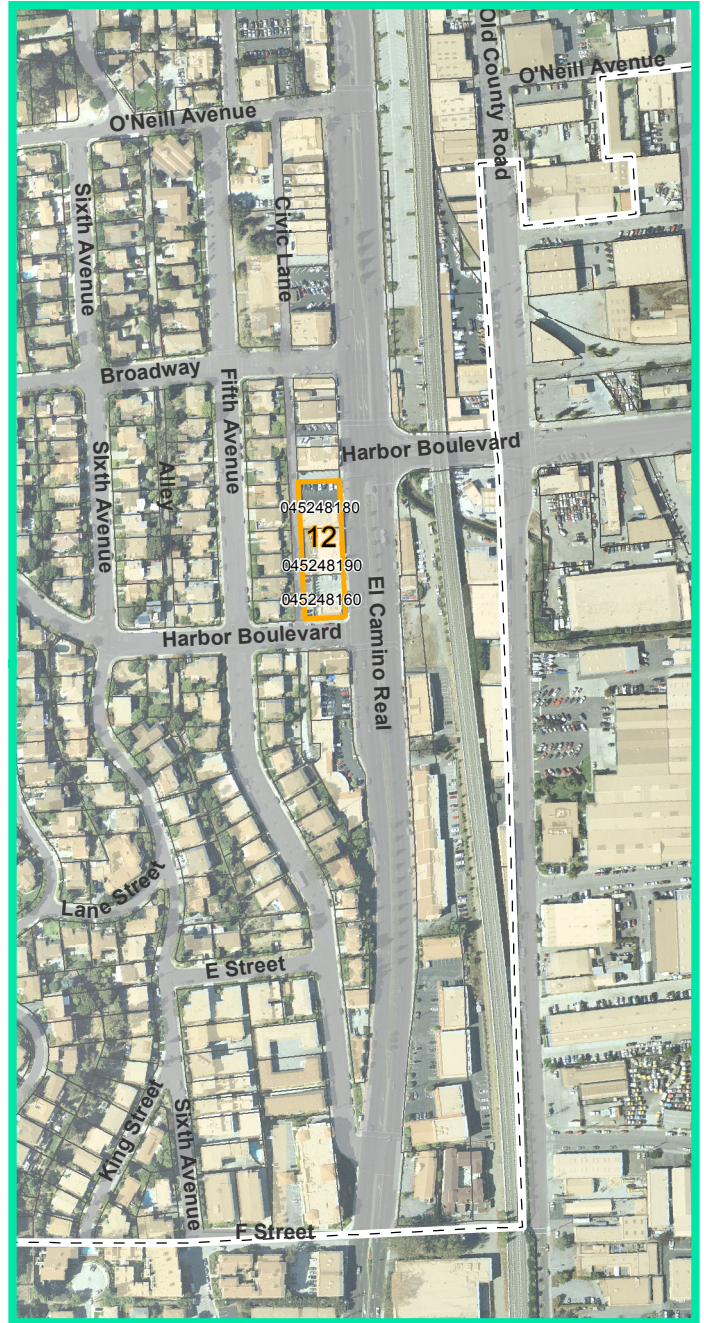 Old County Road
O'Neill Avenue
O'Neill Avenue
Sixth Avenue
Civic Lane
Broadway
Fifth Avenue
Harbor Boulevard
SIxth Avenue
Alley
045248180
12
045248190
045248160
El Camino Real
Harbor Boulevard
Lane Street
E Street
King Street
Sixth Avenue
F Street